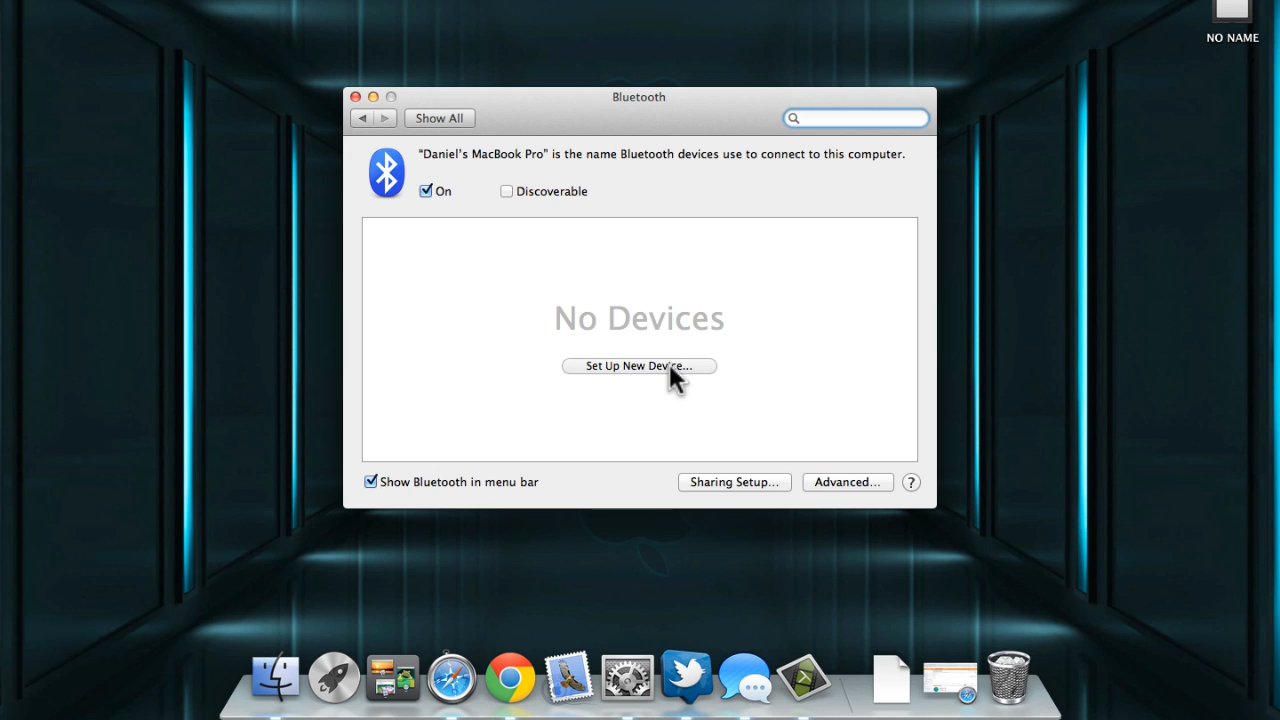 NO NAME
Bluetooth
Show All
“Daniel’s MacBook Pro” is the name Bluetooth devices use to connect to this computer.
On Discoverable
No Devices
Set Up New Device...
Show Bluetooth in menu bar Sharing Setup... Advanced... ?